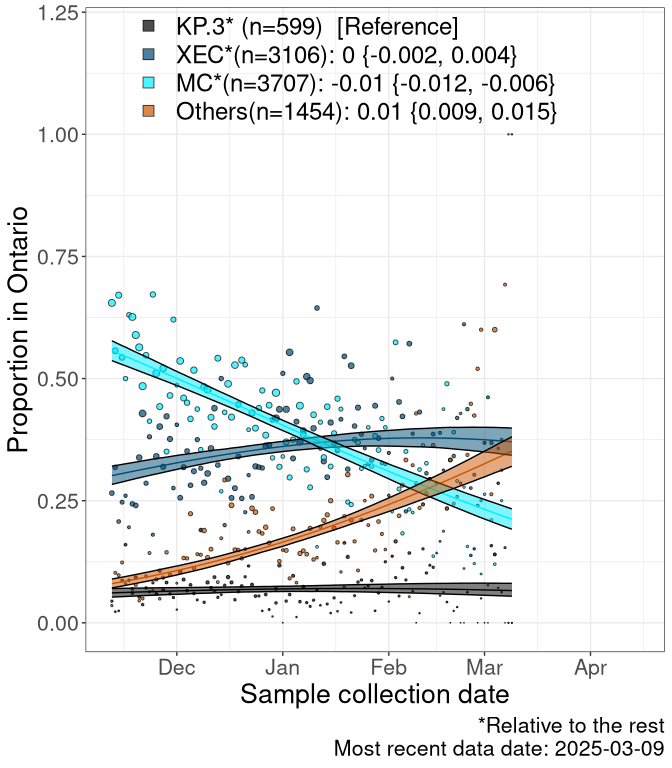 KP.3* (n=599)  [Reference]
XEC*(n=3106): 0 {-0.002, 0.004}
MC*(n=3707): -0.01 {-0.012, -0.006}
Others(n=1454): 0.01 {0.009, 0.015}
1.25
1.00
0.75
0.50
0.25
0.00
Proportion in Ontario
Dec Jan Feb Mar Apr
Sample collection date
*Relative to the rest
Most recent data date: 2025-03-09